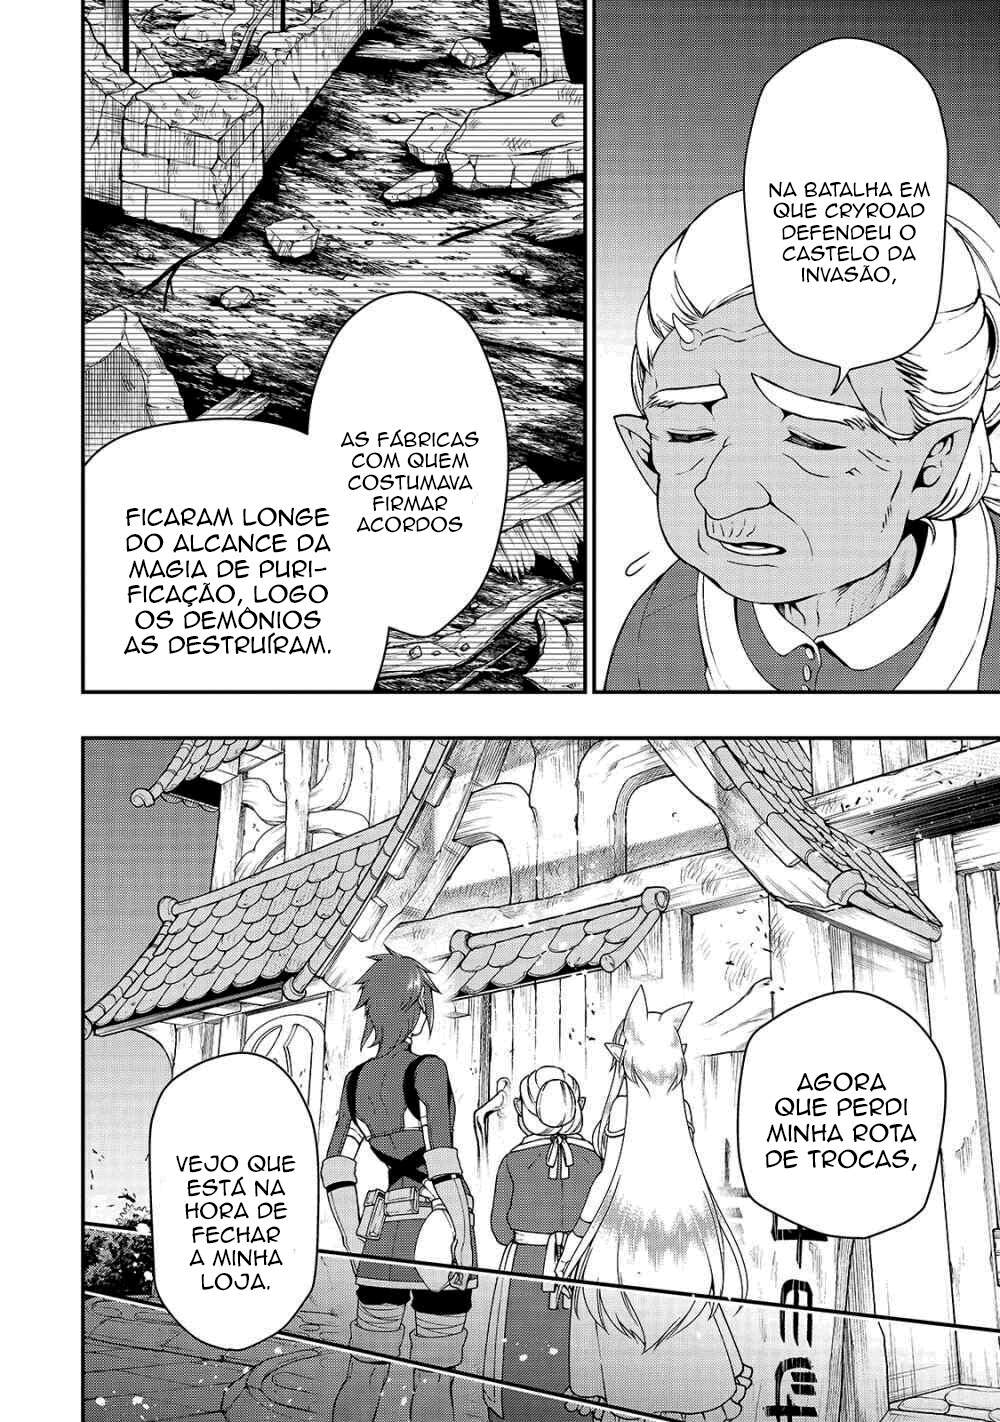 NA BATALHA EM
QUE CRYROAD
DEFENDEU O
CASTELO DA
INVASÃO,
AS FÁBRICAS
COM QUEM
COSTUMAVA
FIRMAR
ACORDOS
FICARAM LONGE
DO ALCANCE DA
MAGIA DE PURI-
FICAÇÃO, LOGO
OS DEMÔNIOS
AS DESTRUÍRAM.
AGORA
QUE PERDI
MINHA ROTA
DE TROCAS,
VEJO QUE
ESTÁ NA
HORA DE
FECHAR
A MINHA
LOJA.